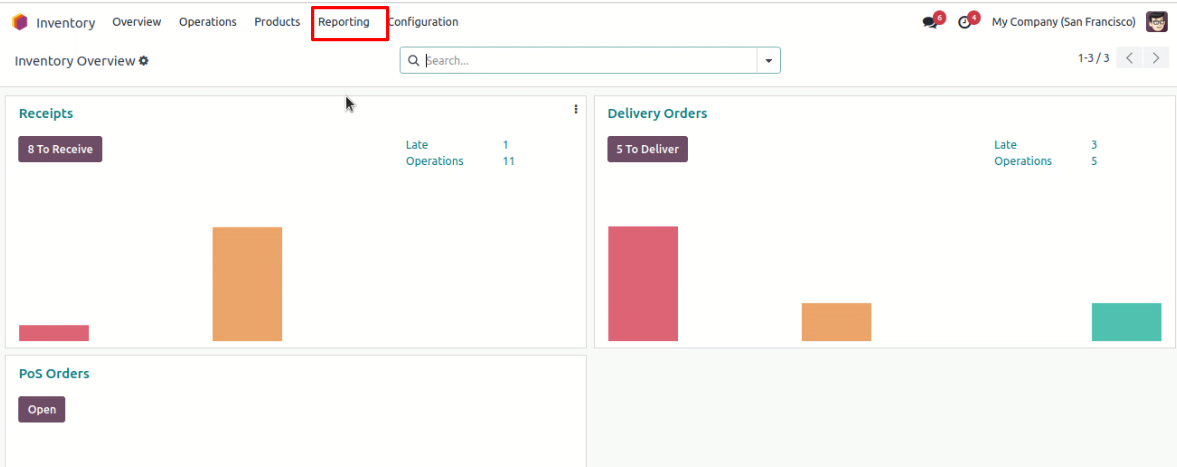 Inventory Overview Operations Products Reporting Configuration 6 4 My Company (San Francisco)
Inventory Overview Search... 1-3 / 3
Receipts
8 To Receive
Late 1
Operations 11
Delivery Orders
5 To Deliver
Late 3
Operations 5
PoS Orders
Open